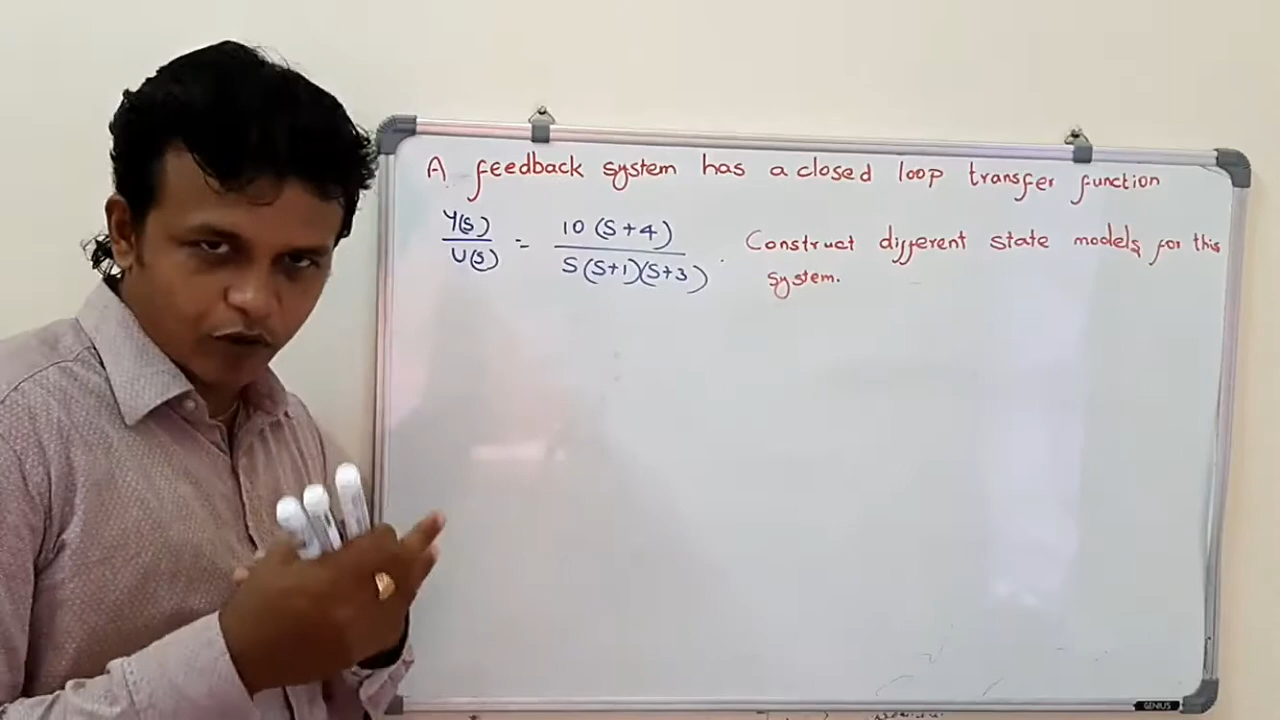 A feedback system has a closed loop transfer function
Y(s)/U(s) = 10(s+4)/s(s+1)(s+3). Construct different state models for this
system.
GENIUS